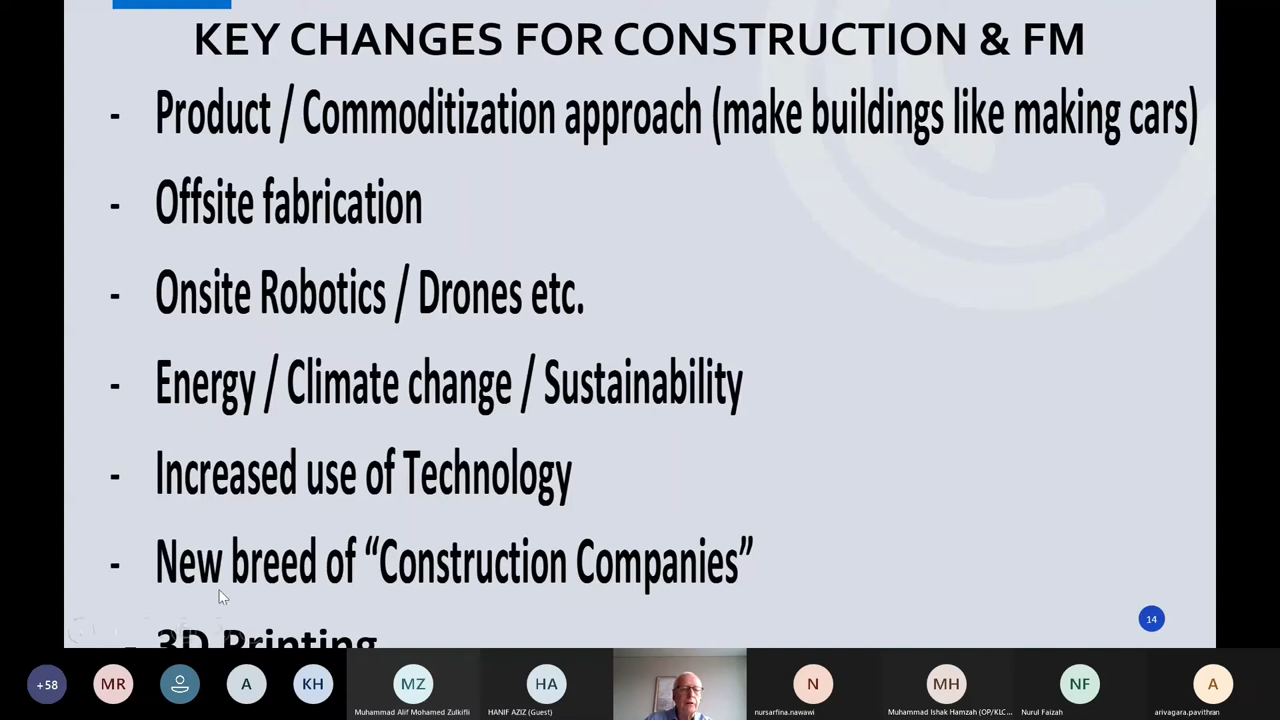 KEY CHANGES FOR CONSTRUCTION & FM
- Product / Commoditization approach (make buildings like making cars)
- Offsite fabrication
- Onsite Robotics / Drones etc.
- Energy / Climate change / Sustainability
- Increased use of Technology
- New breed of “Construction Companies”
- 3D Printing
14
+58
MR
A
KH
MZ
Muhammad Alif Mohamed Zulkifli
HA
HANIF AZIZ (Guest)
N
nursarfina.nawawi
MH
Muhammad Ishak Hamzah (OP/KLC...
NF
Nurul Faizah
A
arivagara.pavithran